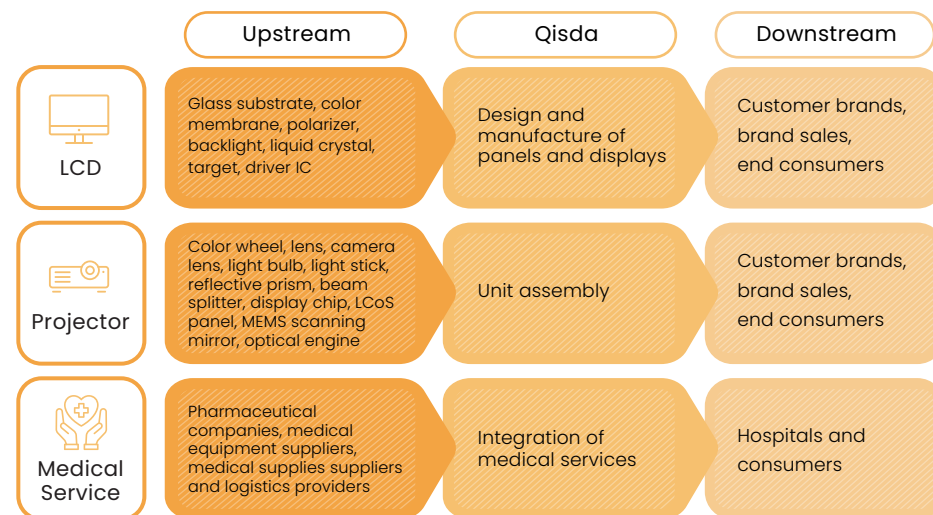 Upstream
Qisda
Downstream
LCD
Glass substrate, color
membrane, polarizer,
backlight, liquid crystal,
target, driver IC
Design and
manufacture of
panels and displays
Customer brands,
brand sales,
end consumers
Projector
Color wheel, lens, camera
lens, light bulb, light stick,
reflective prism, beam
splitter, display chip, LCoS
panel, MEMS scanning
mirror, optical engine
Unit assembly
Customer brands,
brand sales,
end consumers
Medical
Service
Pharmaceutical
companies, medical
equipment suppliers,
medical supplies suppliers
and logistics providers
Integration of
medical services
Hospitals and
consumers